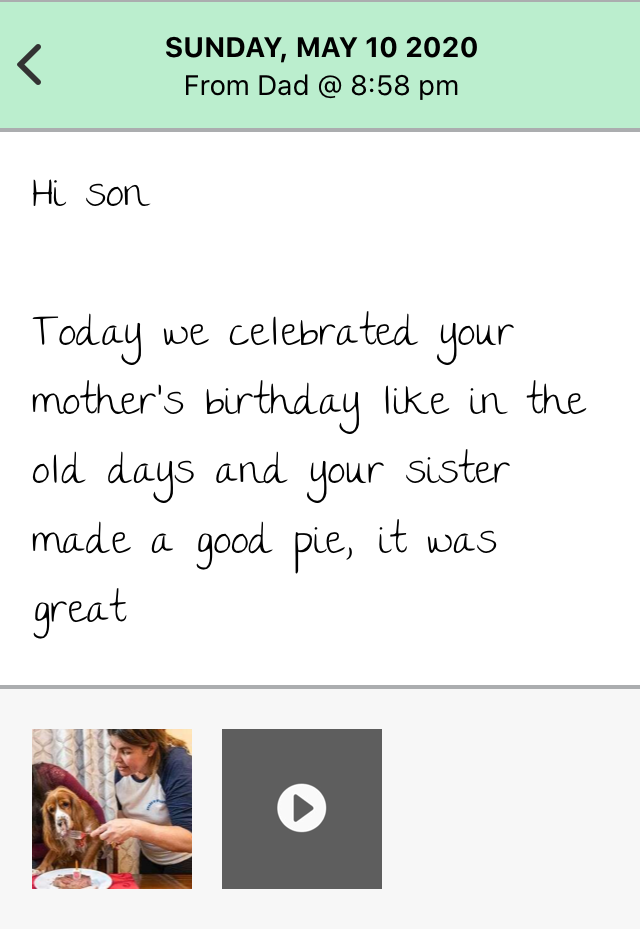 SUNDAY, MAY 10 2020
From Dad @ 8:58 pm
Hi son
Today we celebrated your
mother's birthday like in the
old days and your sister
made a good pie, it was
great